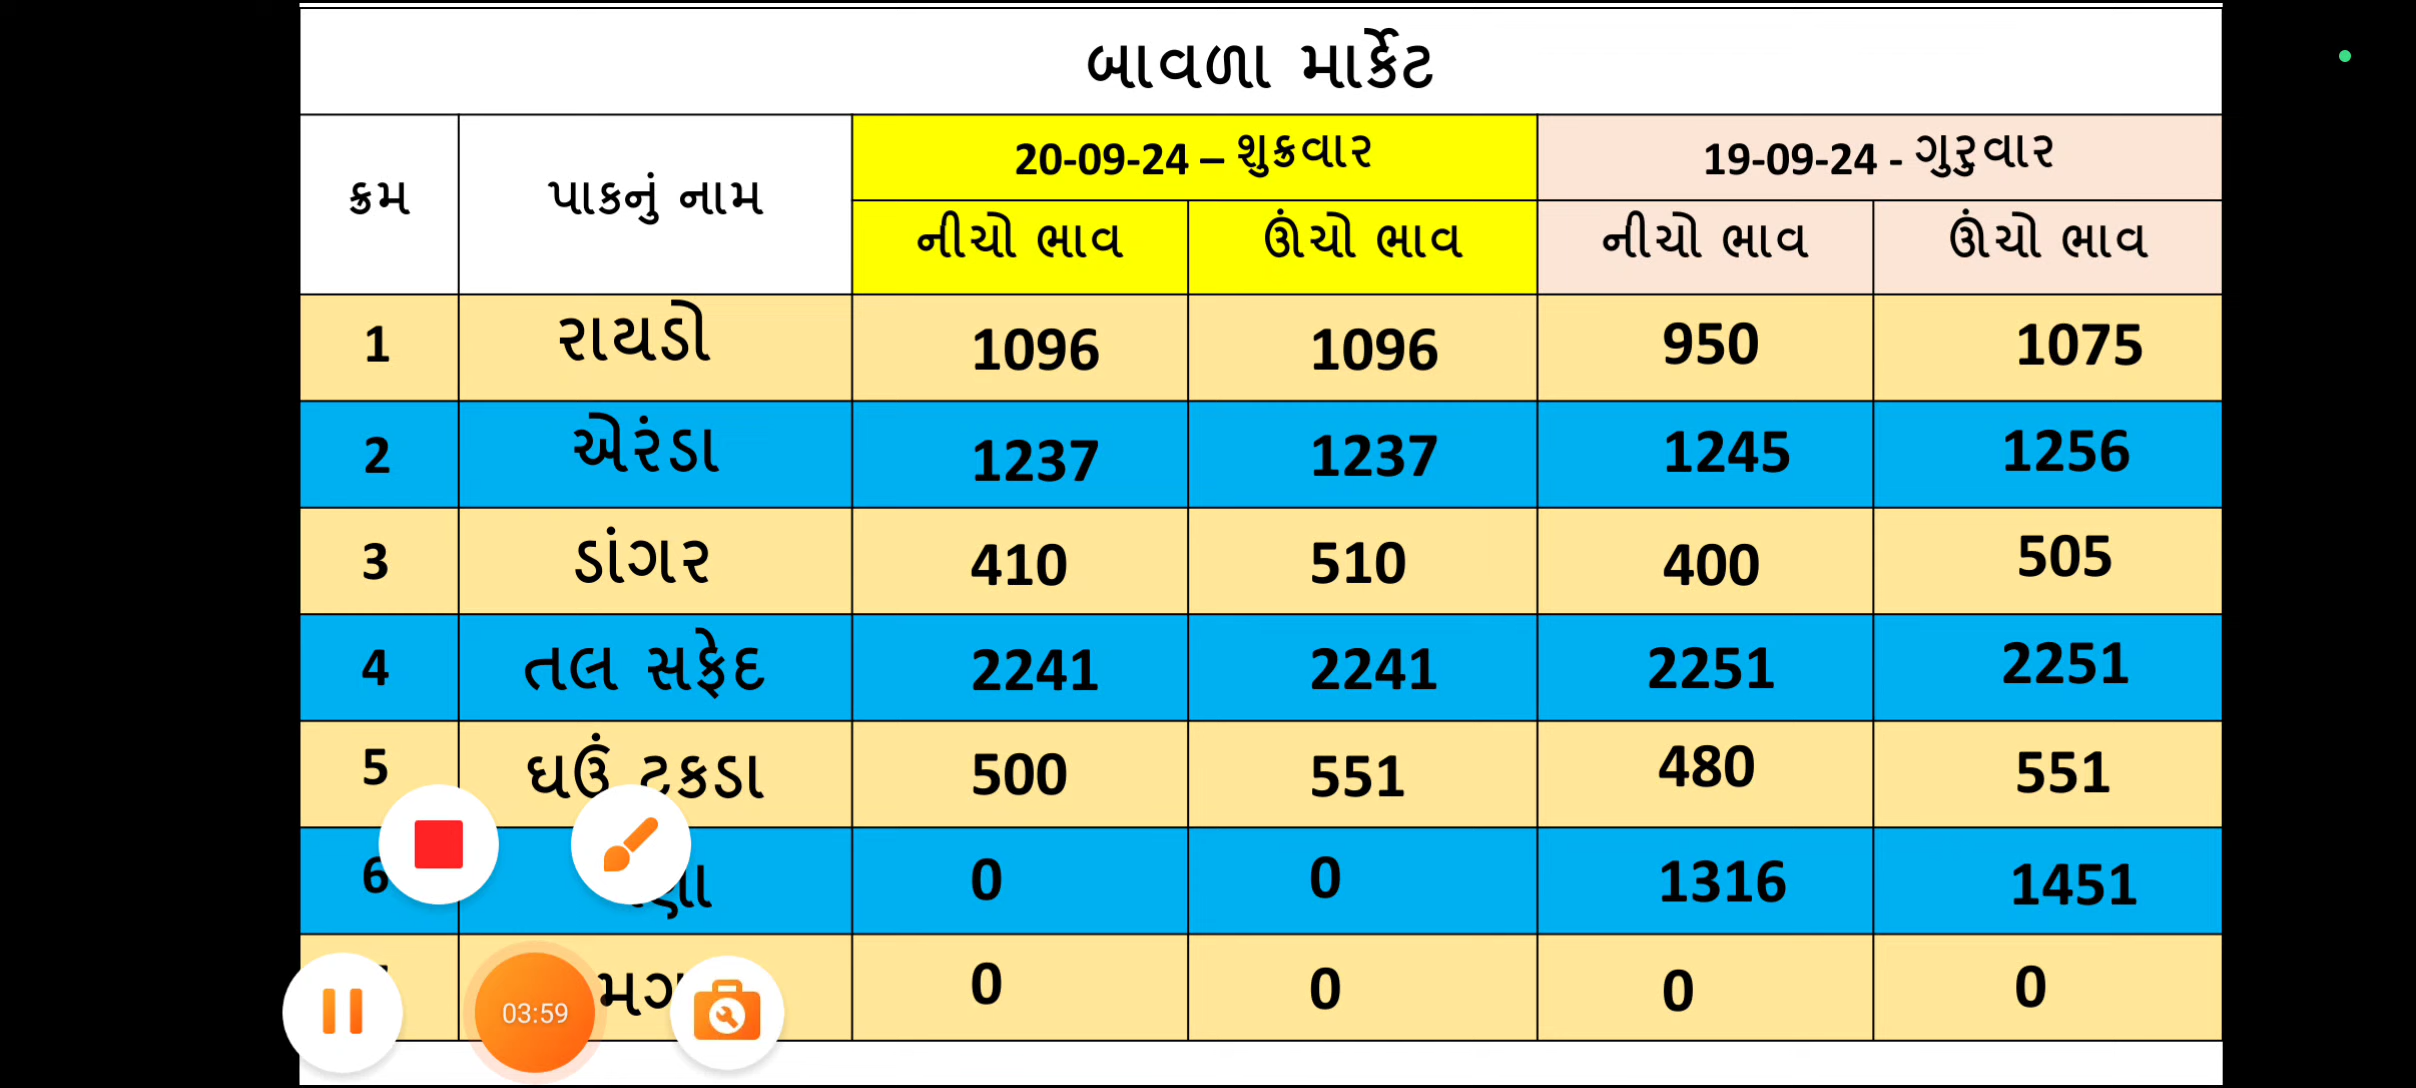 બાવળા માર્કેટ
ક્રમ પાકનું નામ 20-09-24 – શુક્રવાર 19-09-24 - ગુરુવાર
નીચો ભાવ ઊંચો ભાવ નીચો ભાવ ઊંચો ભાવ
1 રાયડો 1096 1096 950 1075
2 એરંડા 1237 1237 1245 1256
3 ડાંગર 410 510 400 505
4 તલ સફેદ 2241 2241 2251 2251
5 ઘઉં ટુકડા 500 551 480 551
6 0 0 1316 1451
0 0 0 0
03:59